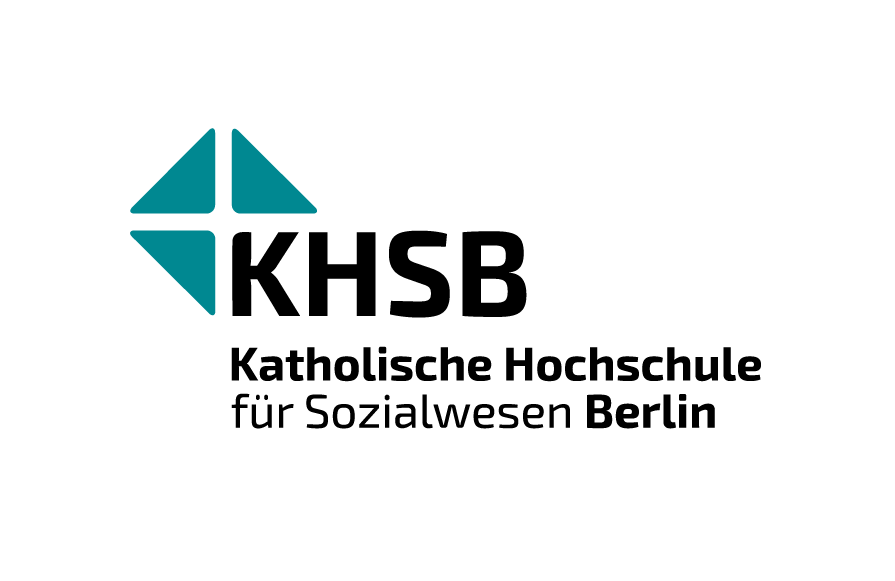 KHSB
Katholische Hochschule
für Sozialwesen Berlin